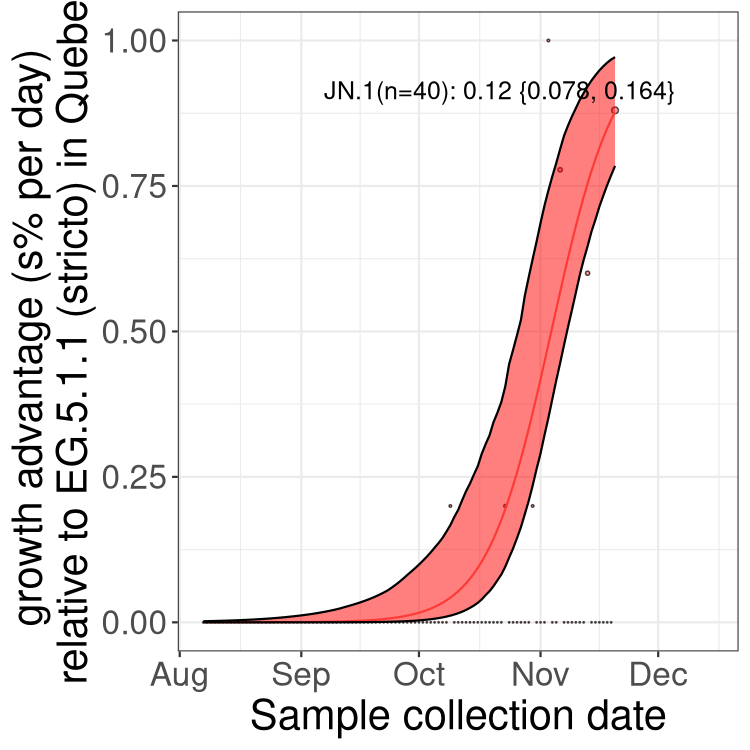 growth advantage (s% per day)
relative to EG.5.1.1 (stricto) in Quebe
1.00
0.75
0.50
0.25
0.00
JN.1(n=40): 0.12 {0.078, 0.164}
Aug Sep Oct Nov Dec
Sample collection date